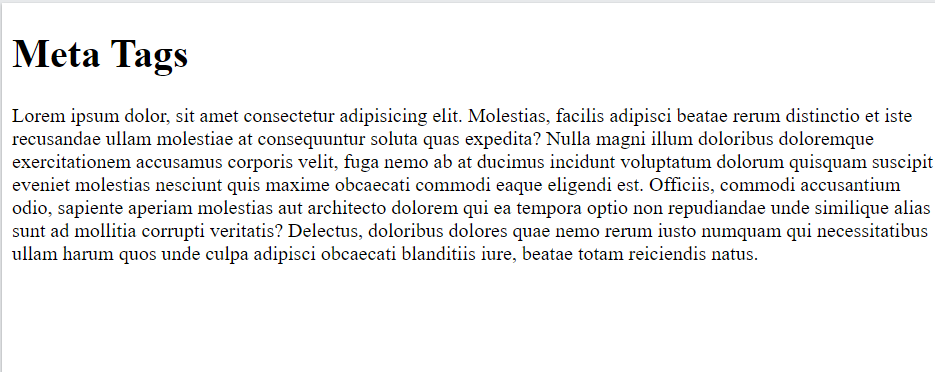 Meta Tags
Lorem ipsum dolor, sit amet consectetur adipisicing elit. Molestias, facilis adipisci beatae rerum distinctio et iste
recusandae ullam molestiae at consequuntur soluta quas expedita? Nulla magni illum doloribus doloremque
exercitationem accusamus corporis velit, fuga nemo ab at ducimus incidunt voluptatum dolorum quisquam suscipit
eveniet molestias nesciunt quis maxime obcaecati commodi eaque eligendi est. Officiis, commodi accusantium
odio, sapiente aperiam molestias aut architecto dolorem qui ea tempora optio non repudiandae unde similique alias
sunt ad mollitia corrupti veritatis? Delectus, doloribus dolores quae nemo rerum iusto numquam qui necessitatibus
ullam harum quos unde culpa adipisci obcaecati blanditiis iure, beatae totam reiciendis natus.